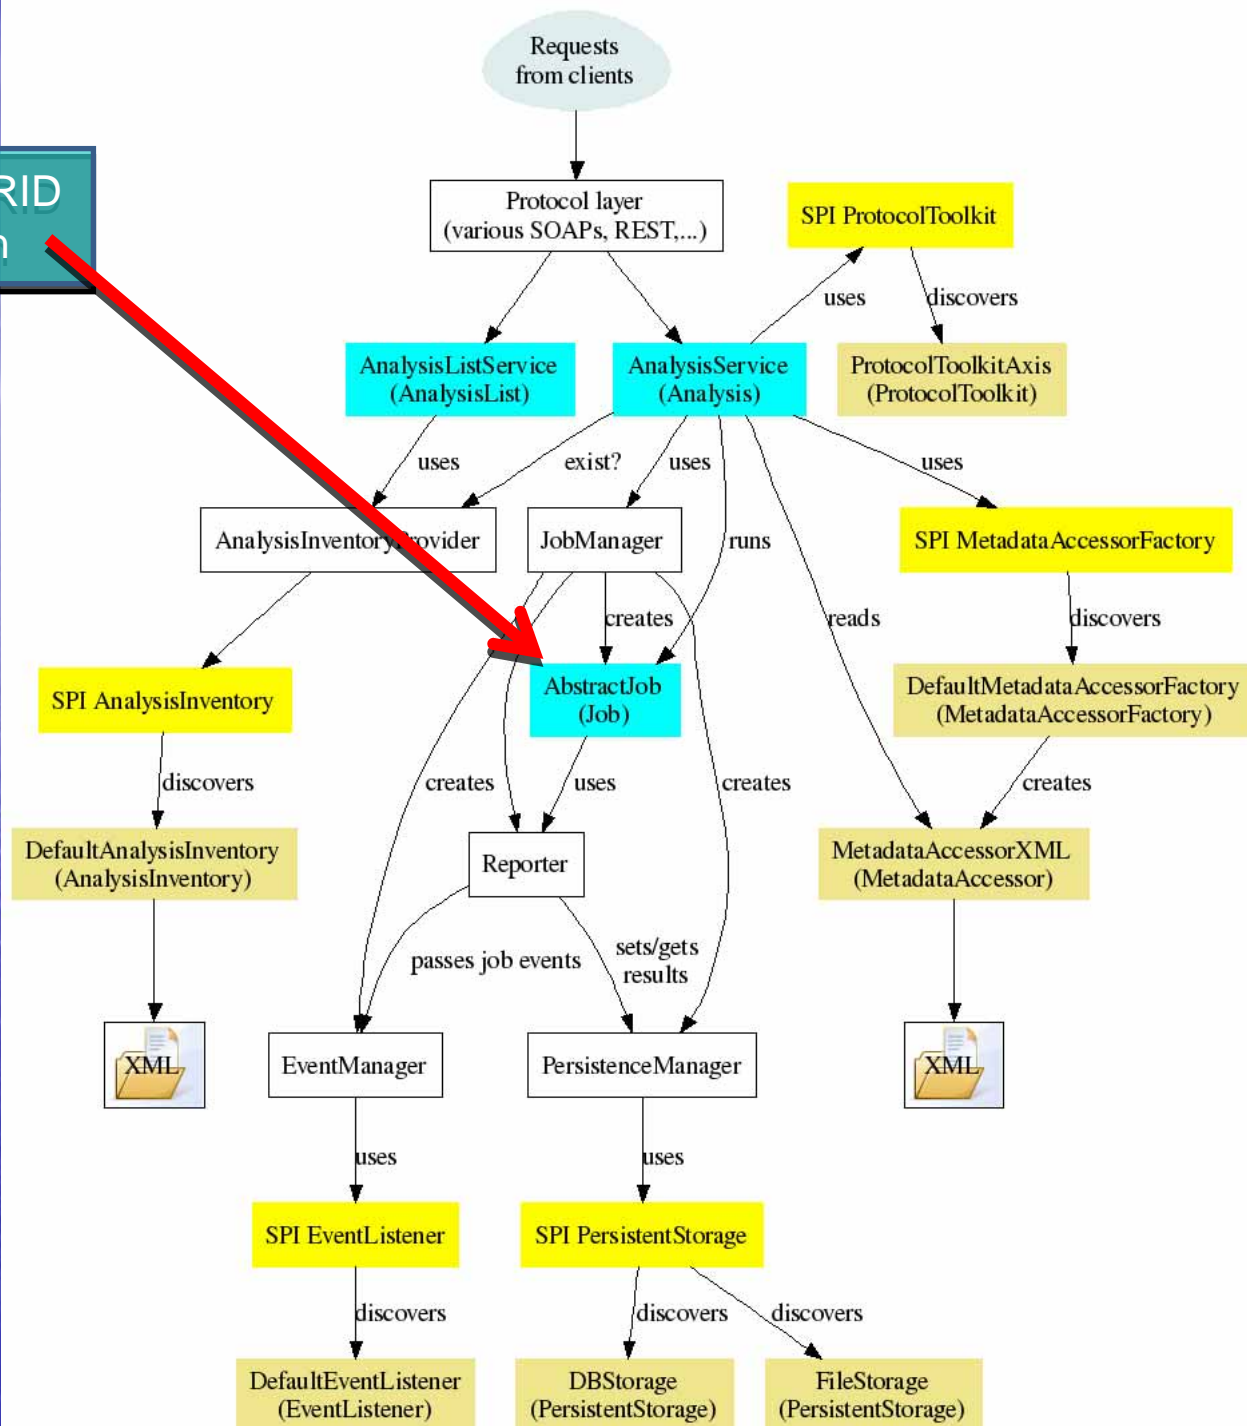 Requests
from clients
RID
n
Protocol layer
(various SOAPs, REST,...)
SPI ProtocolToolkit
uses
discovers
AnalysisListService
(AnalysisList)
AnalysisService
(Analysis)
ProtocolToolkitAxis
(ProtocolToolkit)
uses
exist?
uses
uses
AnalysisInventoryProvider
JobManager
runs
SPI MetadataAccessorFactory
creates
reads
discovers
SPI AnalysisInventory
AbstractJob
(Job)
DefaultMetadataAccessorFactory
(MetadataAccessorFactory)
discovers
creates
uses
creates
creates
DefaultAnalysisInventory
(AnalysisInventory)
Reporter
MetadataAccessorXML
(MetadataAccessor)
passes job events
sets/gets
results
XML
EventManager
PersistenceManager
XML
uses
uses
SPI EventListener
SPI PersistentStorage
discovers
discovers
discovers
DefaultEventListener
(EventListener)
DBStorage
(PersistentStorage)
FileStorage
(PersistentStorage)